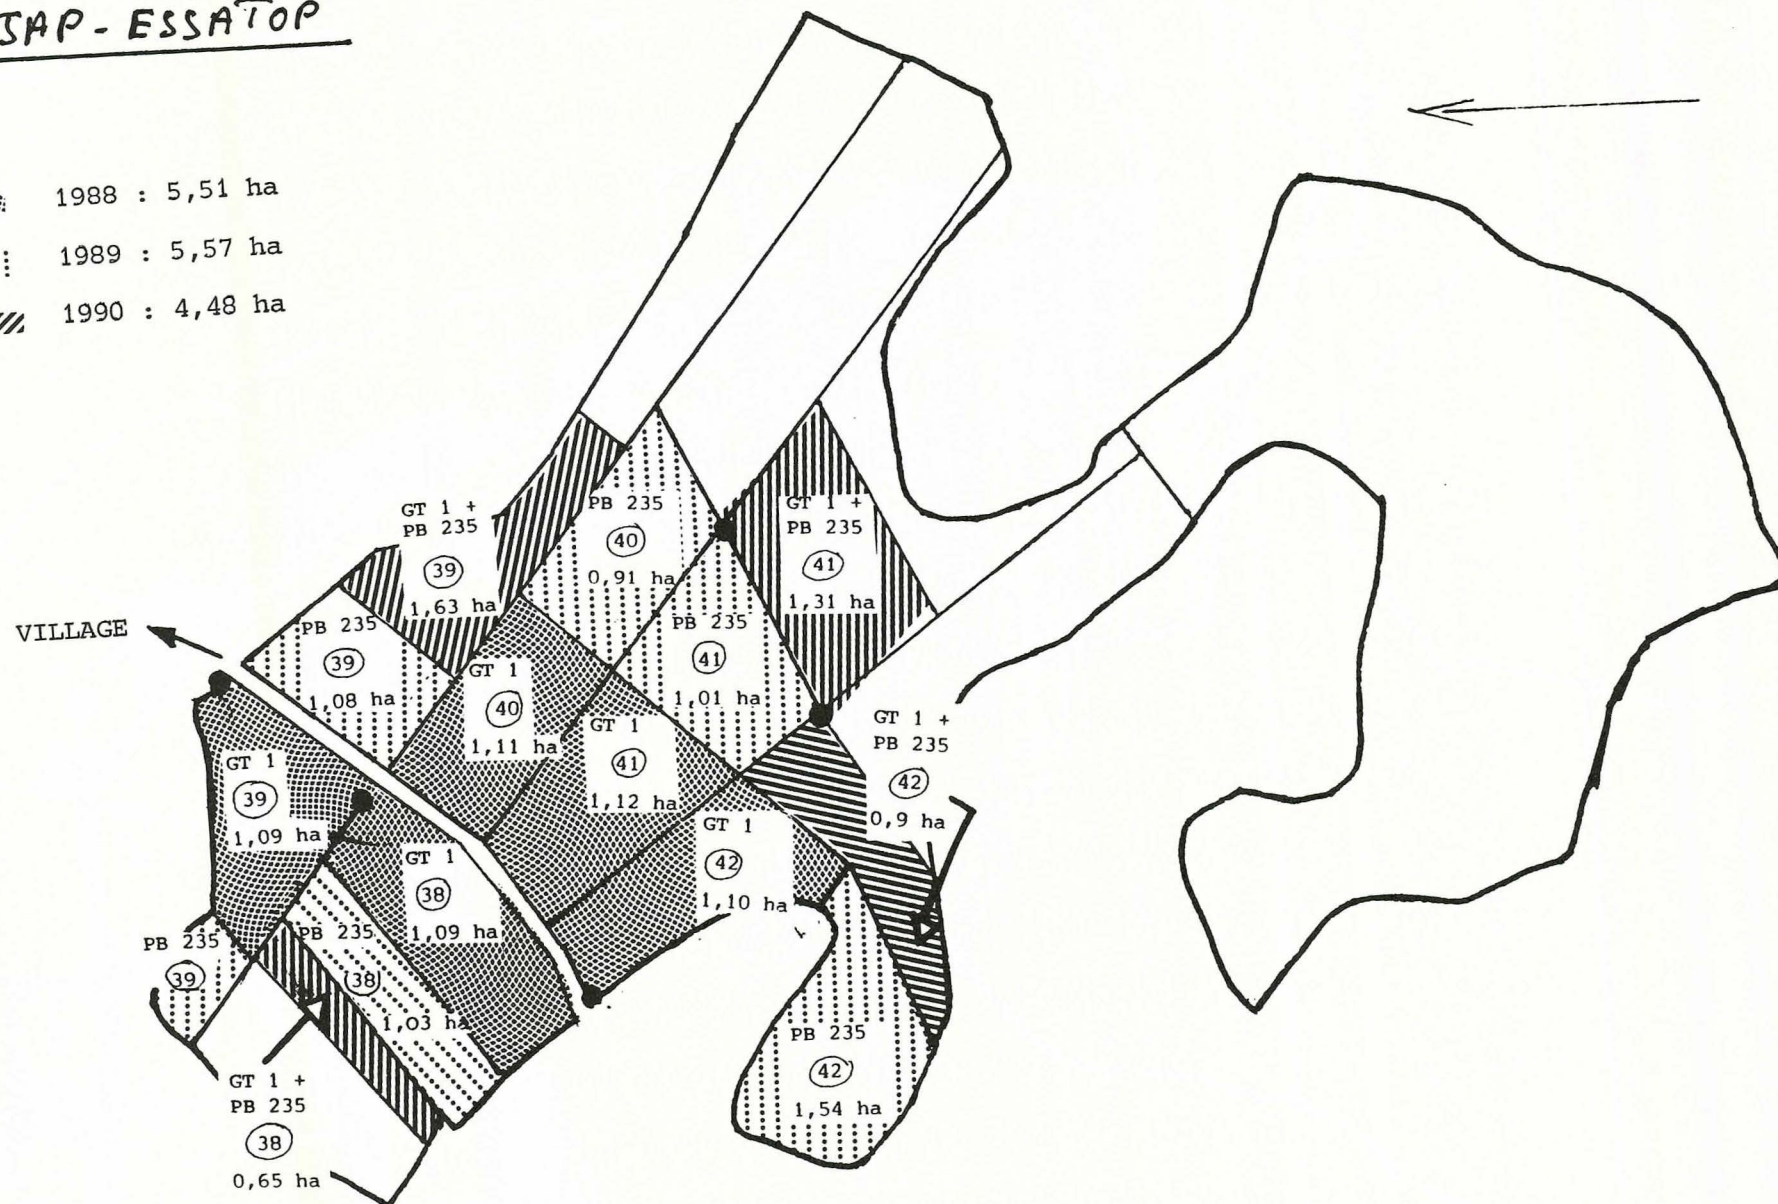 JAP - ESSATOP
1988 : 5,51 ha
1989 : 5,57 ha
1990 : 4,48 ha
GT 1 +
PB 235
39
1,63 ha
PB 235
40
0,91 ha
GT 1 +
PB 235
41
1,31 ha
VILLAGE
PB 235
39
1,08 ha
GT 1
40
1,11 ha
PB 235
41
1,01 ha
GT 1
41
1,12 ha
GT 1 +
PB 235
42
0,9 ha
GT 1
39
1,09 ha
GT 1
38
1,09 ha
GT 1
42
1,10 ha
PB 235
39
PB 235
38
1,03 ha
PB 235
42
1,54 ha
GT 1 +
PB 235
38
0,65 ha